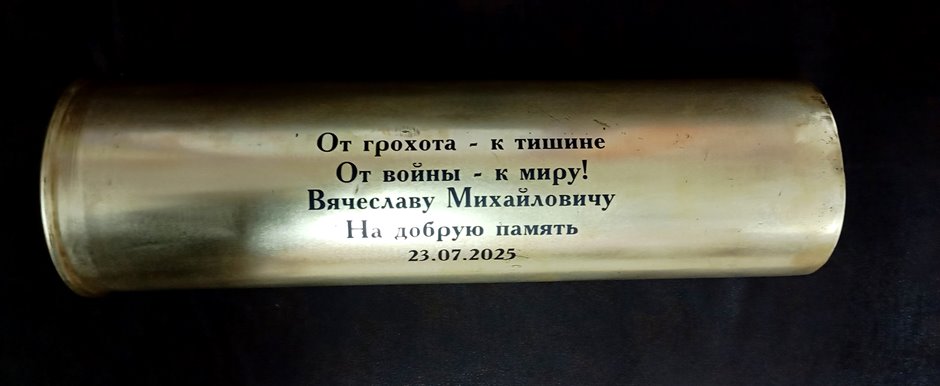 От грохота - к тишине
От войны - к миру!
Вячеславу Михайловичу
На добрую память
23.07.2025